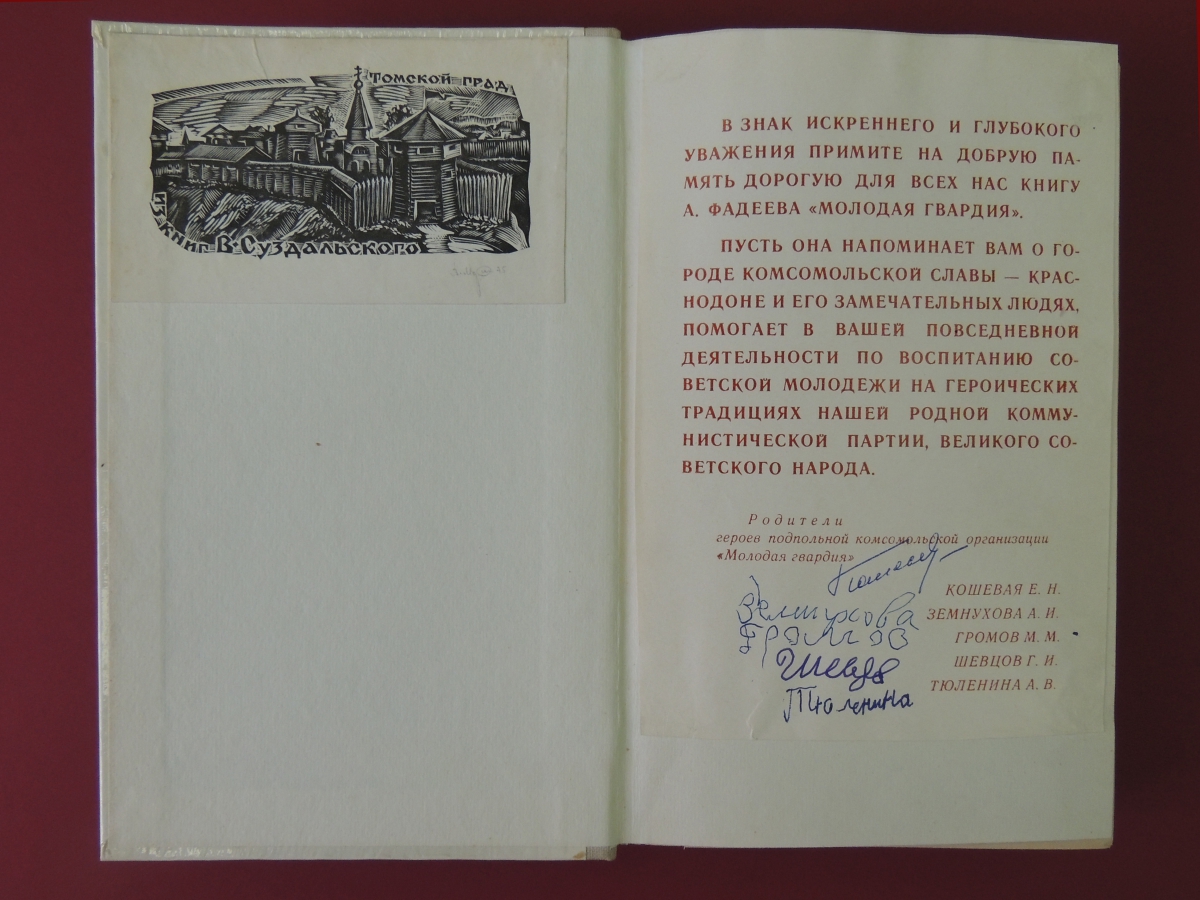 Томской град
из книг В. Суздальского
В ЗНАК ИСКРЕННЕГО И ГЛУБОКОГО
УВАЖЕНИЯ ПРИМИТЕ НА ДОБРУЮ ПА-
МЯТЬ ДОРОГУЮ ДЛЯ ВСЕХ НАС КНИГУ
А. ФАДЕЕВА «МОЛОДАЯ ГВАРДИЯ».
ПУСТЬ ОНА НАПОМИНАЕТ ВАМ О ГО-
РОДЕ КОМСОМОЛЬСКОЙ СЛАВЫ — КРАС-
НОДОНЕ И ЕГО ЗАМЕЧАТЕЛЬНЫХ ЛЮДЯХ,
ПОМОГАЕТ В ВАШЕЙ ПОВСЕДНЕВНОЙ
ДЕЯТЕЛЬНОСТИ ПО ВОСПИТАНИЮ СО-
ВЕТСКОЙ МОЛОДЕЖИ НА ГЕРОИЧЕСКИХ
ТРАДИЦИЯХ НАШЕЙ РОДНОЙ КОММУ-
НИСТИЧЕСКОЙ ПАРТИИ, ВЕЛИКОГО СО-
ВЕТСКОГО НАРОДА.
Родители
героев подпольной комсомольской организации
«Молодая гвардия»
КОШЕВАЯ Е. Н.
Земнухова ЗЕМНУХОВА А. И.
Громов ГРОМОВ М. М.
Шевцов ШЕВЦОВ Г. И.
Тюленина ТЮЛЕНИНА А. В.